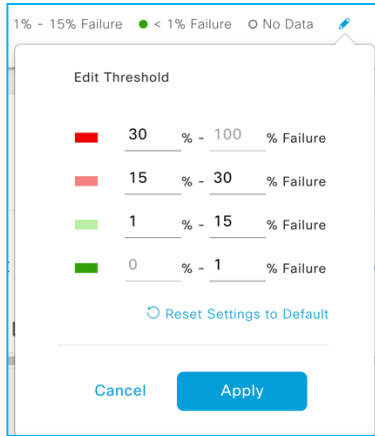 1% - 15% Failure < 1% Failure No Data
Edit Threshold
30 % - 100 % Failure
15 % - 30 % Failure
1 % - 15 % Failure
0 % - 1 % Failure
Reset Settings to Default
Cancel Apply